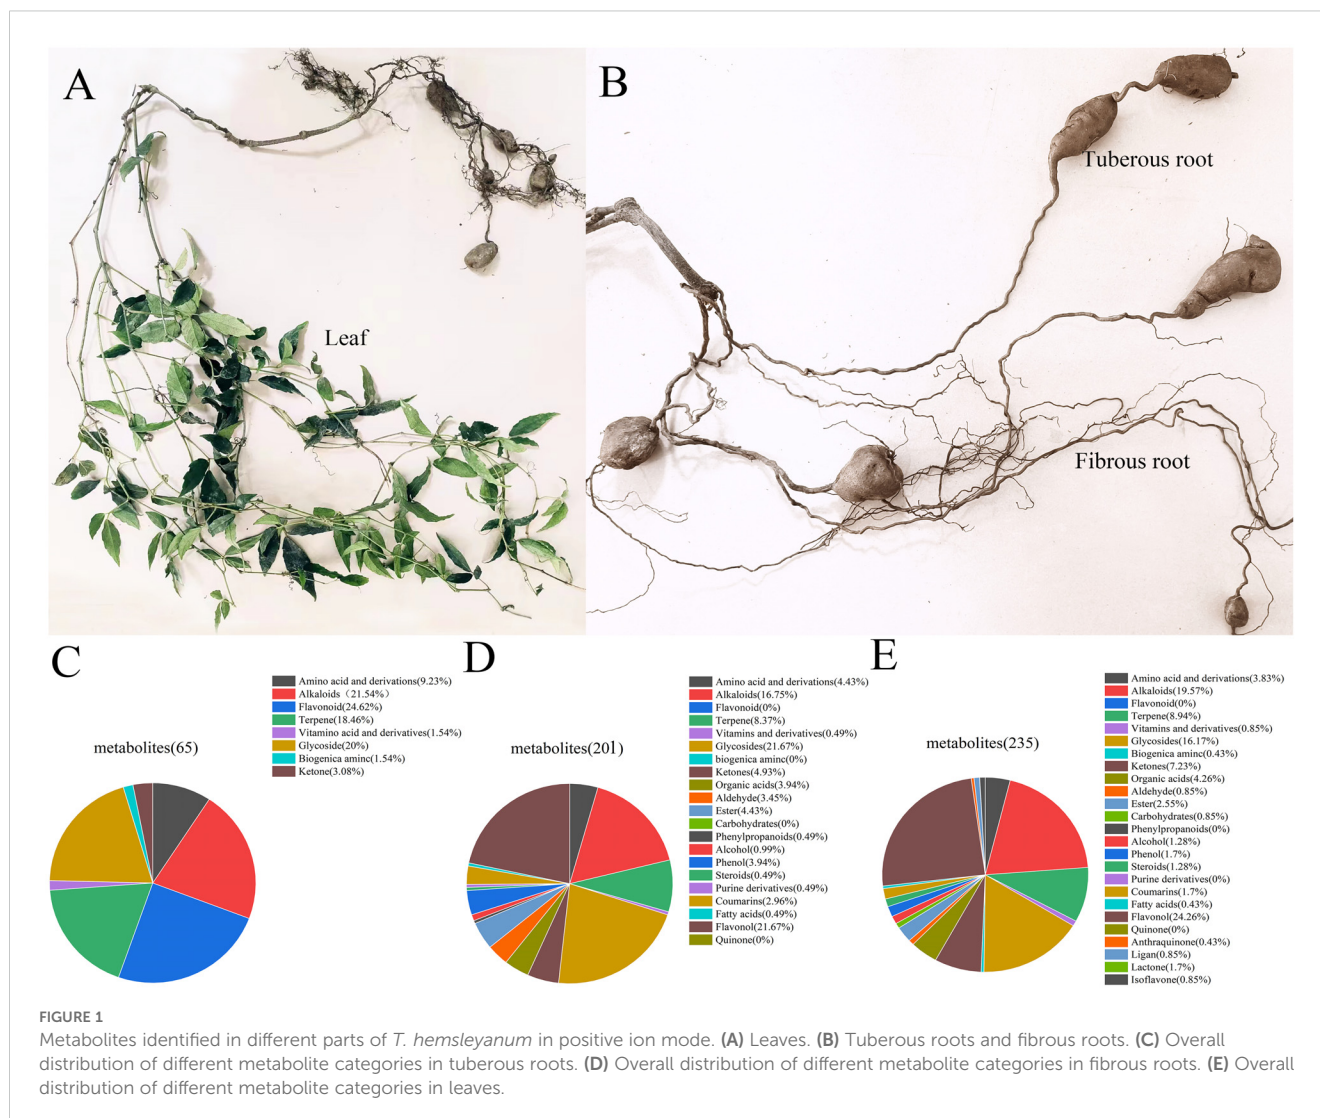 A
B
Tuberous root
Leaf
Fibrous root
C
metabolites(65)
Amino acid and derivations(9.23%)
Alkaloids（21.54%）
Flavonoid(24.62%)
Terpene(18.46%)
Vitamino acid and derivatives(1.54%)
Glycoside(20%)
Biogenica aminc(1.54%)
Ketone(3.08%)
D
metabolites(201)
Amino acid and derivations(4.43%)
Alkaloids(16.75%)
Flavonoid(0%)
Terpene(8.37%)
Vitamins and derivatives(0.49%)
Glycosides(21.67%)
biogenica aminc(0%)
Ketones(4.93%)
Organic acids(3.94%)
Aldehyde(3.45%)
Ester(4.43%)
Carbohydrates(0%)
Phenylpropanoids(0.49%)
Alcohol(0.99%)
Phenol(3.94%)
Steroids(0.49%)
Purine derivatives(0.49%)
Coumarins(2.96%)
Fatty acids(0.49%)
Flavonol(21.67%)
Quinone(0%)
E
metabolites(235)
Amino acid and derivations(3.83%)
Alkaloids(19.57%)
Flavonoid(0%)
Terpene(8.94%)
Vitamins and derivatives(0.85%)
Glycosides(16.17%)
Biogenica aminc(0.43%)
Ketones(7.23%)
Organic acids(4.26%)
Aldehyde(0.85%)
Ester(2.55%)
Carbohydrates(0.85%)
Phenylpropanoids(0%)
Alcohol(1.28%)
Phenol(1.7%)
Steroids(1.28%)
Purine derivatives(0%)
Coumarins(1.7%)
Fatty acids(0.43%)
Flavonol(24.26%)
Quinone(0%)
Anthraquinone(0.43%)
Ligan(0.85%)
Lactone(1.7%)
Isoflavone(0.85%)
FIGURE 1
Metabolites identified in different parts of T. hemsleyanum in positive ion mode. (A) Leaves. (B) Tuberous roots and fibrous roots. (C) Overall
distribution of different metabolite categories in tuberous roots. (D) Overall distribution of different metabolite categories in fibrous roots. (E) Overall
distribution of different metabolite categories in leaves.